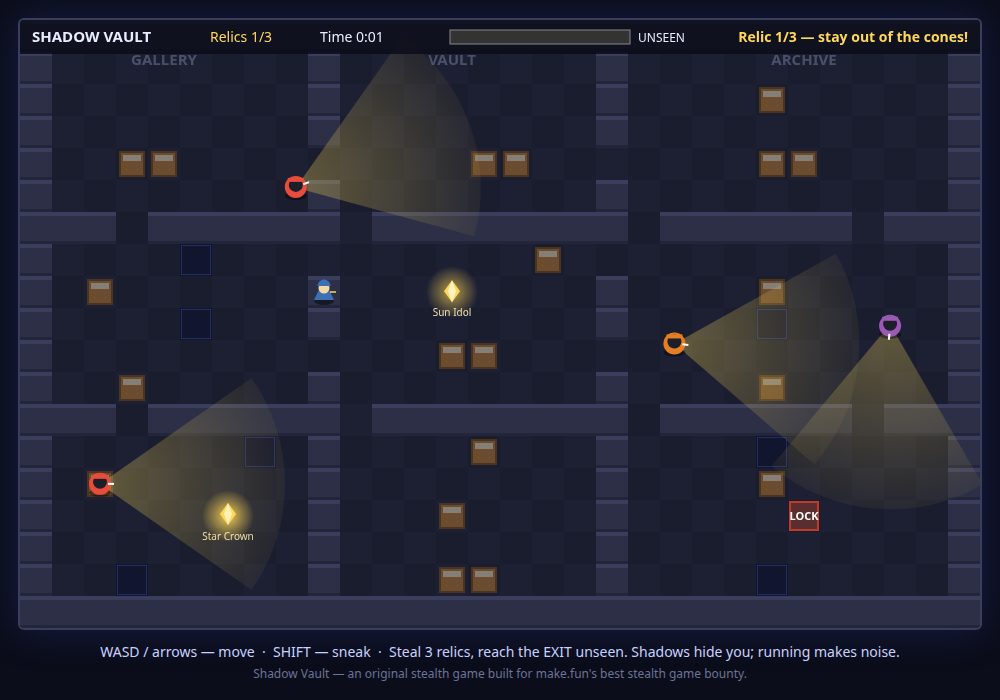 SHADOW VAULT Relics 1/3 Time 0:01 UNSEEN Relic 1/3 — stay out of the cones!
GALLERY VAULT ARCHIVE
Sun Idol
Star Crown
LOCK
WASD / arrows — move · SHIFT — sneak · Steal 3 relics, reach the EXIT unseen. Shadows hide you; running makes noise.
Shadow Vault — an original stealth game built for make.fun's best stealth game bounty.